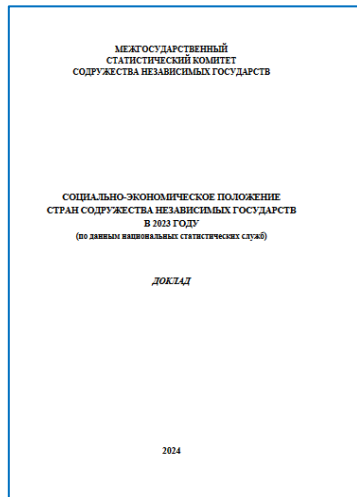 МЕЖГОСУДАРСТВЕННЫЙ
СТАТИСТИЧЕСКИЙ КОМИТЕТ
СОДРУЖЕСТВА НЕЗАВИСИМЫХ ГОСУДАРСТВ
СОЦИАЛЬНО-ЭКОНОМИЧЕСКОЕ ПОЛОЖЕНИЕ
СТРАН СОДРУЖЕСТВА НЕЗАВИСИМЫХ ГОСУДАРСТВ
В 2023 ГОДУ
(по данным национальных статистических служб)
ДОКЛАД
2024